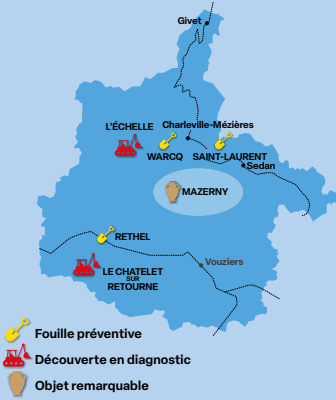 Givet
Charleville-Mézières
L'ÉCHELLE
WARCQ
SAINT-LAURENT
Sedan
MAZERNY
RETHEL
Vouziers
LE CHATELET
SUR
RETOURNE
Fouille préventive
Découverte en diagnostic
Objet remarquable